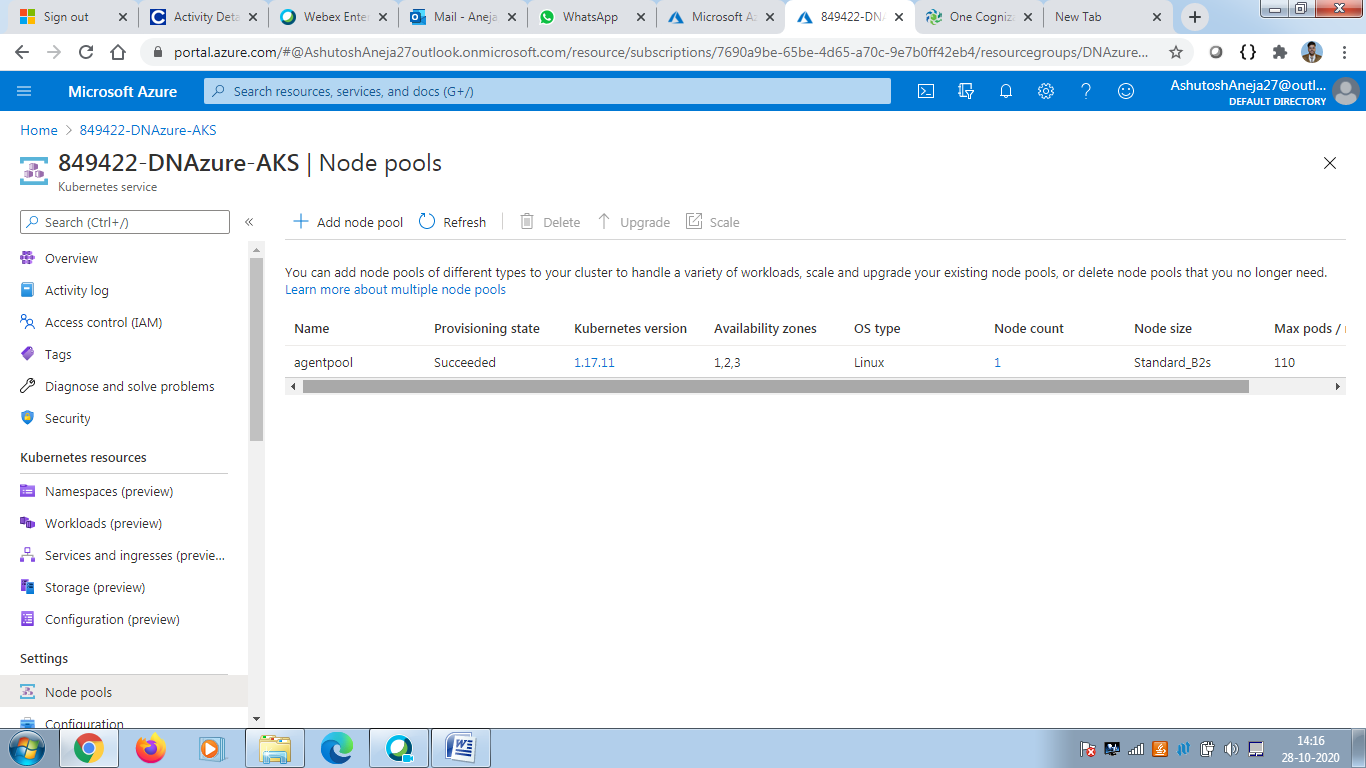 Sign out
Activity Deta
Webex Enter
Mail - Aneja
WhatsApp
Microsoft Az
849422-DNA
One Cogniza
New Tab
portal.azure.com/#@AshutoshAneja27outlook.onmicrosoft.com/resource/subscriptions/7690a9be-65be-4d65-a70c-9e7b0ff42eb4/resourcegroups/DNAzure...
Microsoft Azure
Search resources, services, and docs (G+/)
AshutoshAneja27@outl...
DEFAULT DIRECTORY
Home > 849422-DNAzure-AKS
849422-DNAzure-AKS | Node pools
Kubernetes service
Search (Ctrl+/)
«
Add node pool
Refresh
Delete
Upgrade
Scale
Overview
Activity log
Access control (IAM)
Tags
Diagnose and solve problems
Security
Kubernetes resources
Namespaces (preview)
Workloads (preview)
Services and ingresses (previe...
Storage (preview)
Configuration (preview)
Settings
Node pools
Configuration
You can add node pools of different types to your cluster to handle a variety of workloads, scale and upgrade your existing node pools, or delete node pools that you no longer need.
Learn more about multiple node pools
Name Provisioning state Kubernetes version Availability zones OS type Node count Node size Max pods /
agentpool Succeeded 1.17.11 1,2,3 Linux 1 Standard_B2s 110
14:16
28-10-2020